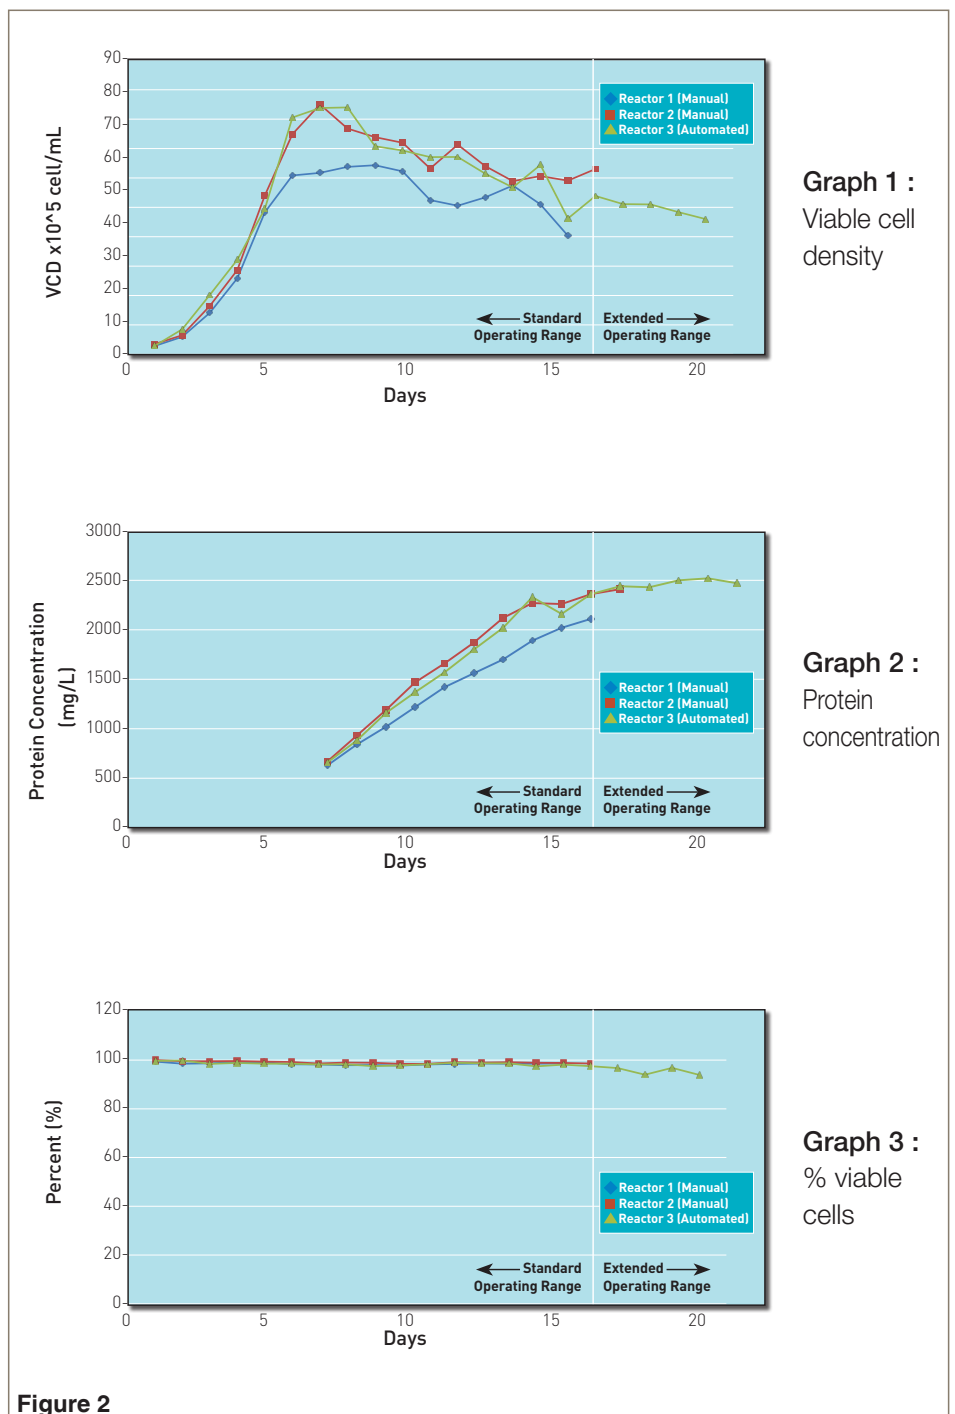 90
80
70
60
50
40
30
20
10
0
VCD x10^5 cell/mL
Reactor 1 (Manual)
Reactor 2 (Manual)
Reactor 3 (Automated)
Standard
Operating Range
Extended
Operating Range
0 5 10 15 20
Days
Graph 1 :
Viable cell
density
3000
2500
2000
1500
1000
500
0
Protein Concentration
(mg/L)
Reactor 1 (Manual)
Reactor 2 (Manual)
Reactor 3 (Automated)
Standard
Operating Range
Extended
Operating Range
0 5 10 15 20
Days
Graph 2 :
Protein
concentration
120
100
80
60
40
20
0
Percent (%)
Reactor 1 (Manual)
Reactor 2 (Manual)
Reactor 3 (Automated)
Standard
Operating Range
Extended
Operating Range
0 5 10 15 20
Days
Graph 3 :
% viable
cells
Figure 2